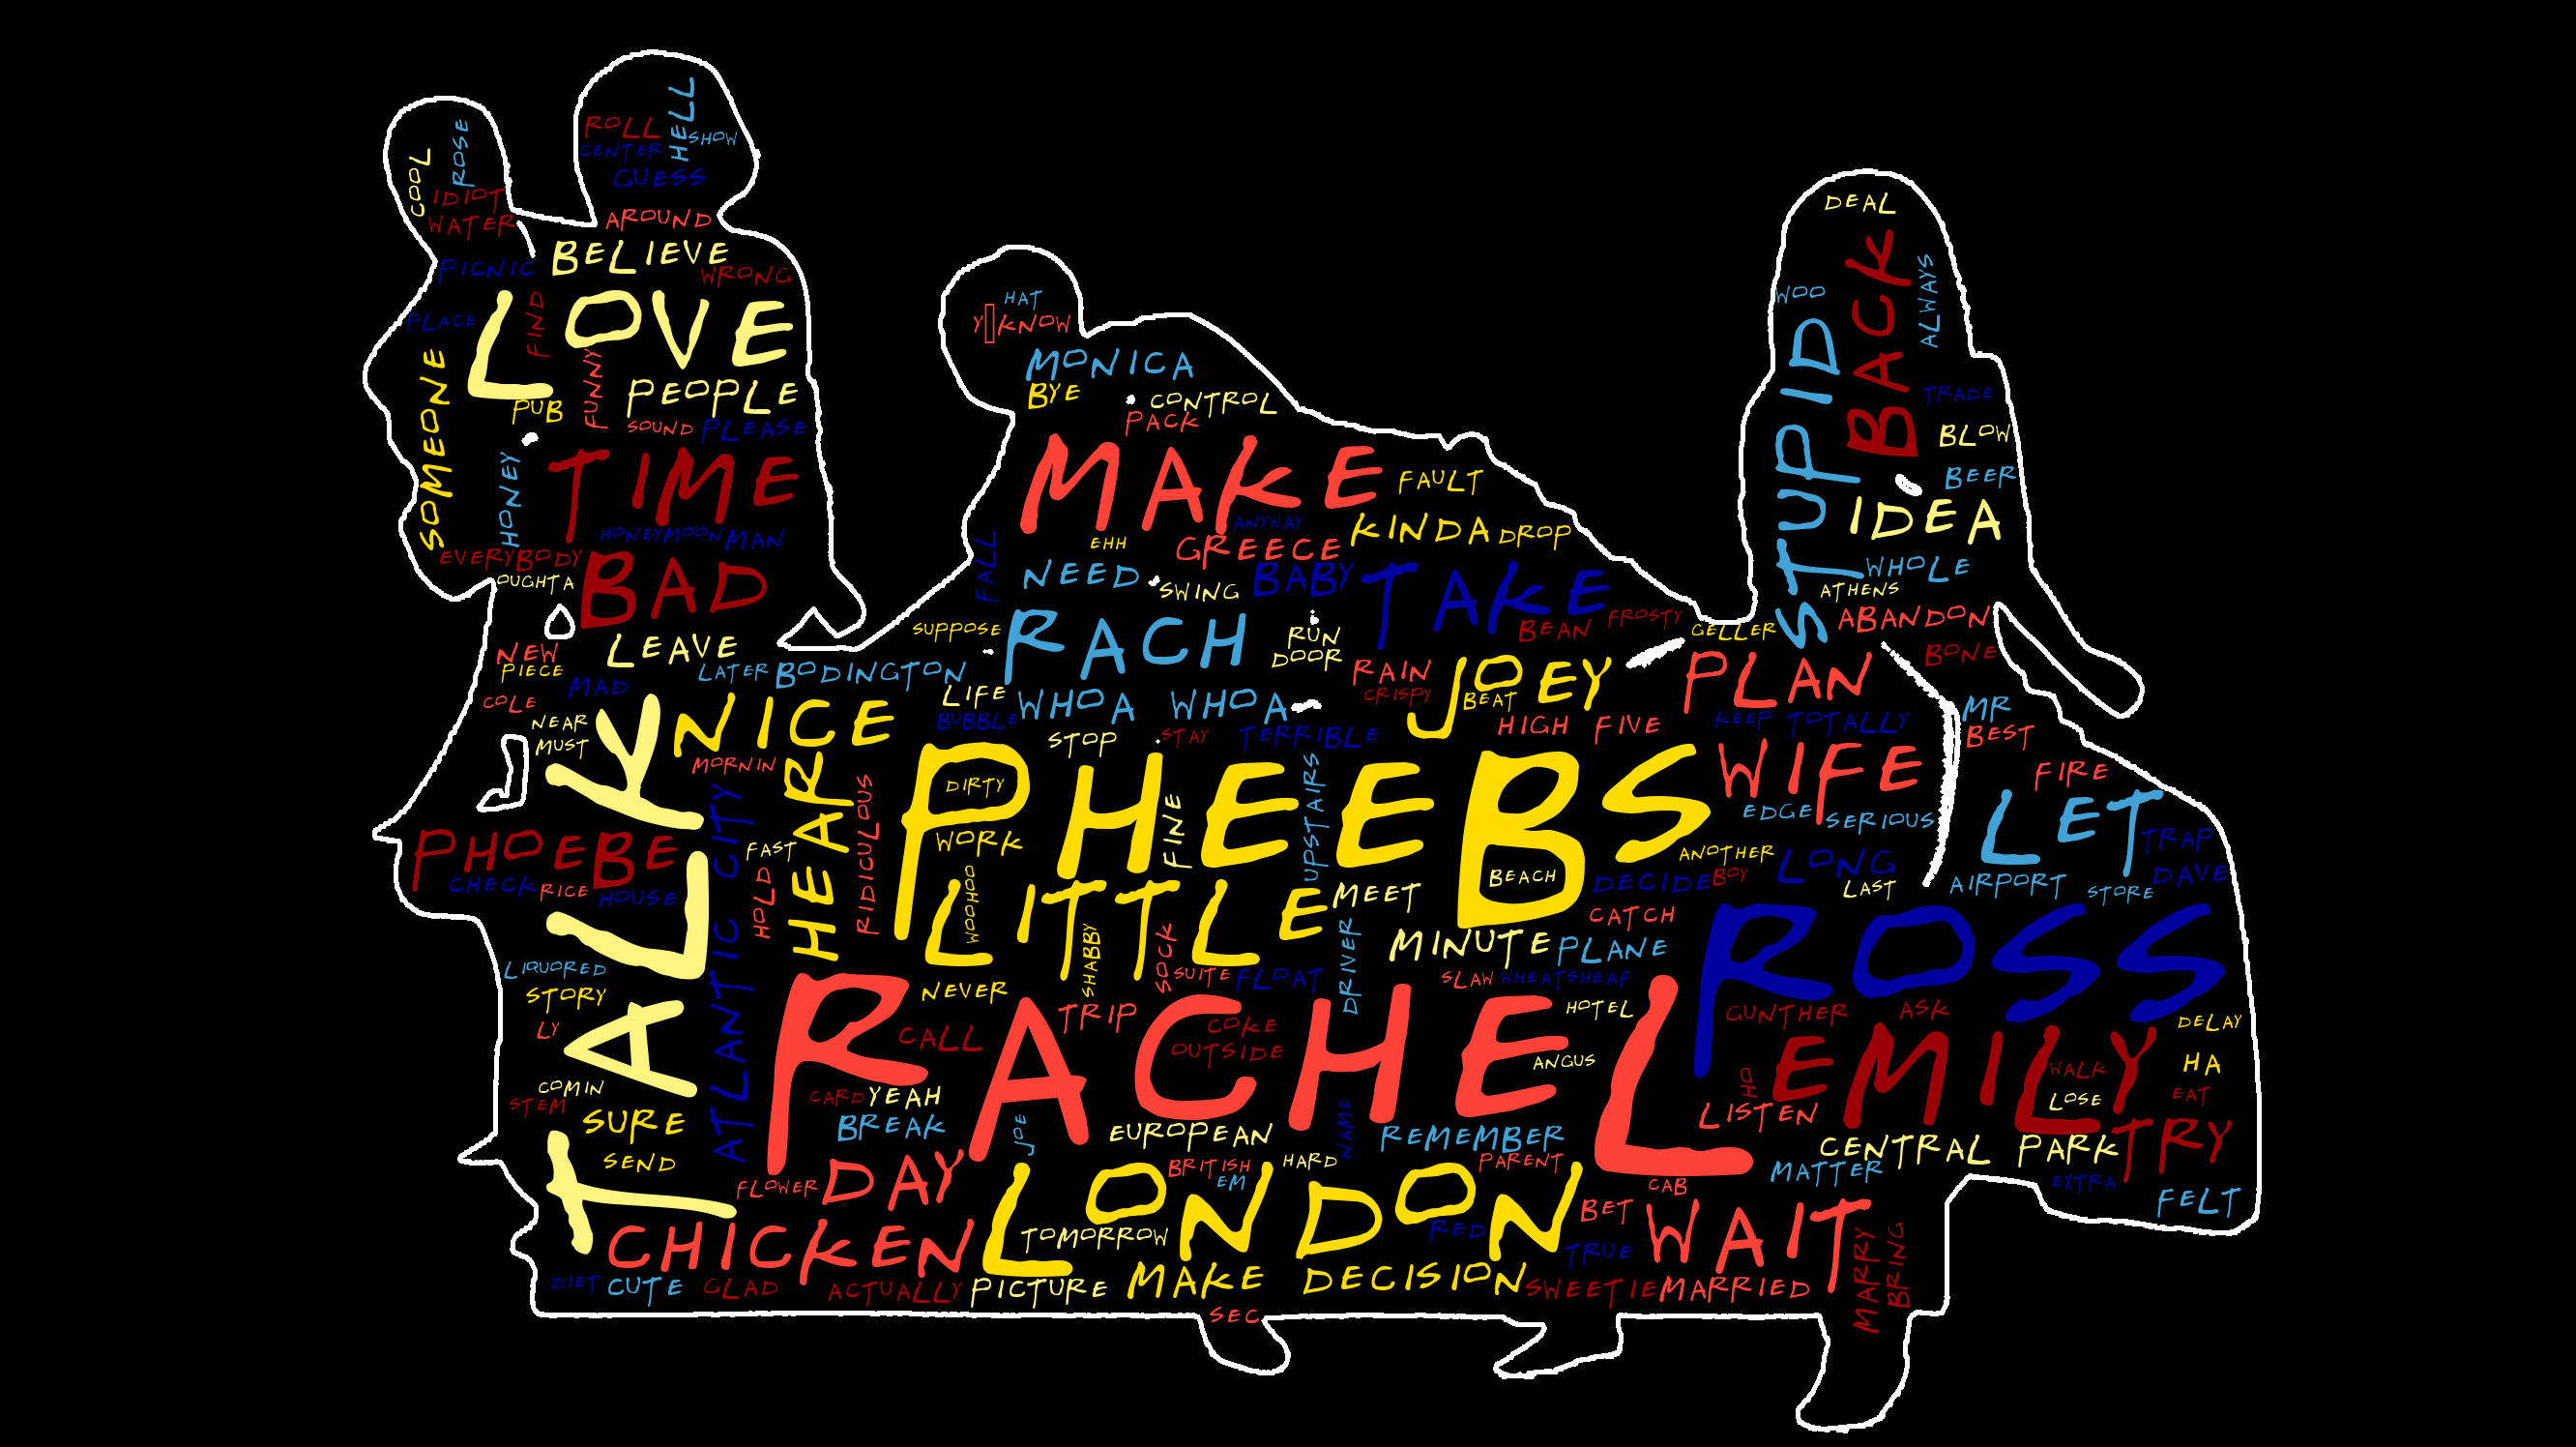 HELL
ROLL
SHOW
CENTER
GUESS
COOL
ROSE
IDIOT
WATER
AROUND
BELIEVE
PICNIC
WRONG
LOVE
FIND
PLACE
SOMEONE
FUNNY
PEOPLE
PUB
SOUND
PLEASE
TIME
HONEY
HONEYMOON
MAN
EVERYBODY
BAD
OUGHTA
LEAVE
NEW
PIECE
LATER
BODINGTON
MAD
COLE
NEAR
MUST
NICE
MORNIN
TALK
PHOEBE
CHECK
RICE
HOUSE
ATLANTIC CITY
FAST
HOLD
HEAR
RIDICULOUS
LIQUORED
STORY
LY
COMIN
STEM
SURE
SEND
HAT
Y▯KNOW
MONICA
BYE
CONTROL
PACK
MAKE
FAULT
ANYWAY
KINDA
DROP
EHH
GREECE
FALL
NEED
SWING
BABY
TAKE
SUPPOSE
RACH
RUN
DOOR
BEAN
FROSTY
GELLER
LIFE
WHOA WHOA
RAIN
CRISPY
JOEY
BEAT
BUBBLE
STOP
STAY
TERRIBLE
HIGH FIVE
DEAL
BACK
ALWAYS
WOO
STUPID
TRADE
BLOW
BEER
IDEA
WHOLE
ATHENS
ABANDON
BONE
PLAN
KEEP
TOTALLY
MR
BEST
WIFE
FIRE
EDGE
SERIOUS
LET
TRAP
DAVE
ANOTHER
LONG
LAST
AIRPORT
STORE
DECIDE
BOY
PHEEBS
DIRTY
WORK
FINE
UPSTAIRS
BEACH
LITTLE
WOOHOO
SHABBY
SOCK
MEET
MINUTE
PLANE
CATCH
SUITE
FLOAT
DRIVER
SLAW
WHEATSHEAF
NEVER
TRIP
HOTEL
ROSS
GUNTHER
ASK
DELAY
RACHEL
CALL
COKE
OUTSIDE
ANGUS
EMILY
HO
WALK
LOSE
HA
EAT
CARD
YEAH
BREAK
JOE
EUROPEAN
NAME
REMEMBER
LISTEN
CENTRAL PARK
TRY
BRITISH
EM
HARD
PARENT
CAB
MATTER
EXTRA
FELT
FLOWER
DAY
LONDON
TOMORROW
RED
BET
TRUE
WAIT
CHICKEN
DIET
CUTE
GLAD
ACTUALLY
PICTURE
MAKE DECISION
SWEETIE
MARRIED
MARRY
BRING
SEC